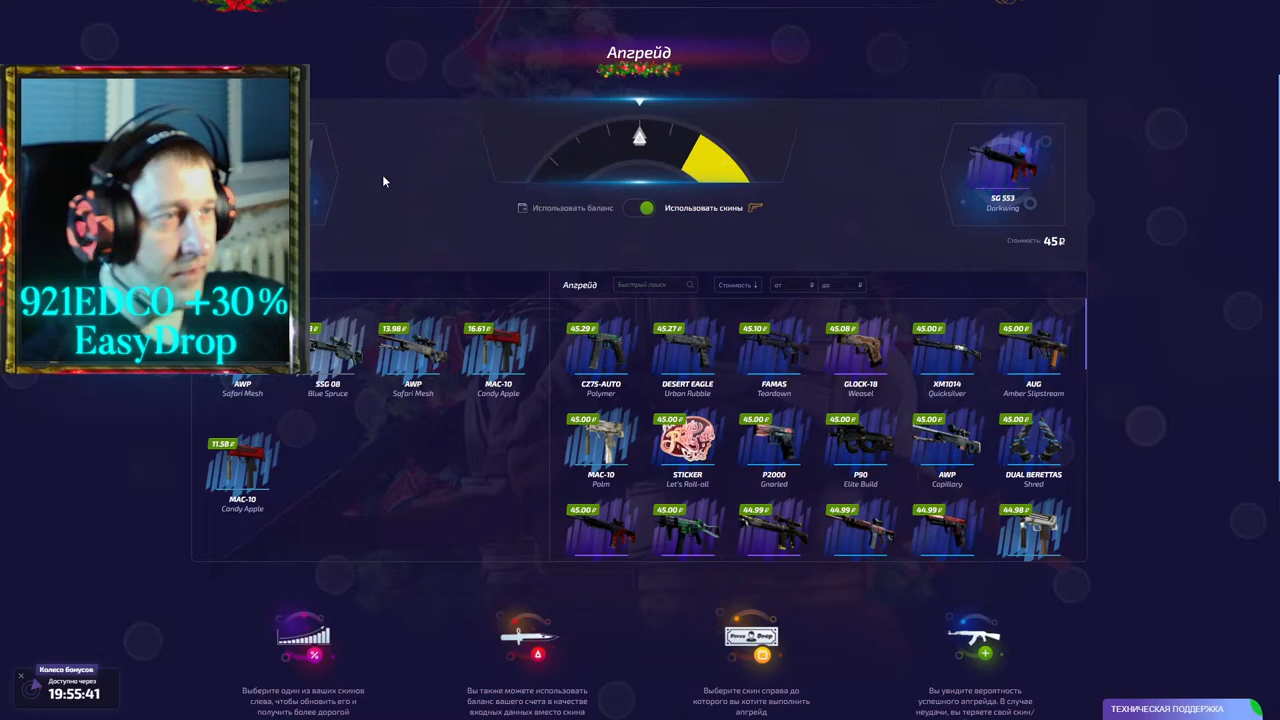 Апгрейд
Использовать баланс
Использовать скины
SG 553
Darkwing
Стоимость: 45₽
921EDC0 +30%
EasyDrop
Апгрейд
Быстрый поиск
Стоимость ↓
от ₽
до ₽
13.98 ₽
16.61 ₽
AWP
Safari Mesh
SSG 08
Blue Spruce
AWP
Safari Mesh
MAC-10
Candy Apple
11.58 ₽
MAC-10
Candy Apple
45.29 ₽
45.27 ₽
45.10 ₽
45.08 ₽
45.00 ₽
45.00 ₽
CZ75-AUTO
Polymer
DESERT EAGLE
Urban Rubble
FAMAS
Teardown
GLOCK-18
Weasel
XM1014
Quicksilver
AUG
Amber Slipstream
45.00 ₽
45.00 ₽
45.00 ₽
45.00 ₽
45.00 ₽
45.00 ₽
MAC-10
Palm
STICKER
Let's Roll-oll
P2000
Gnarled
P90
Elite Build
AWP
Capillary
DUAL BERETTAS
Shred
45.00 ₽
45.00 ₽
44.99 ₽
44.99 ₽
44.99 ₽
44.98 ₽
Force Drop
Выберите один из ваших скинов
слева, чтобы обновить его и
получить более дорогой
Вы также можете использовать
баланс вашего счета в качестве
входных данных вместо скина
Выберите скин справа до
которого вы хотите выполнить
апгрейд
Вы увидите вероятность
успешного апгрейда. В случае
неудачи, вы теряете свой скин/
Колесо бонусов
Доступно через
19:55:41
ТЕХНИЧЕСКАЯ ПОДДЕРЖКА